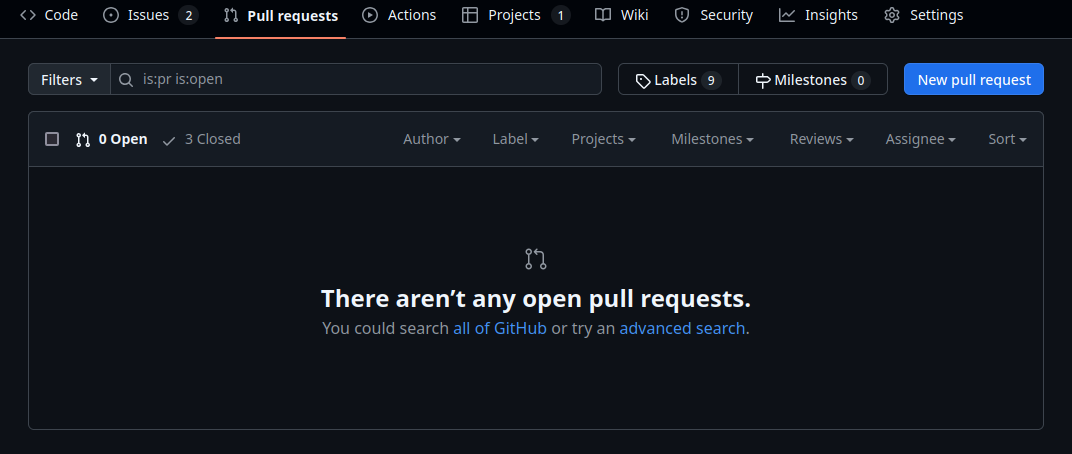 Code Issues 2 Pull requests Actions Projects 1 Wiki Security Insights Settings
Filters is:pr is:open Labels 9 Milestones 0 New pull request
0 Open 3 Closed Author Label Projects Milestones Reviews Assignee Sort
There aren’t any open pull requests.
You could search all of GitHub or try an advanced search.